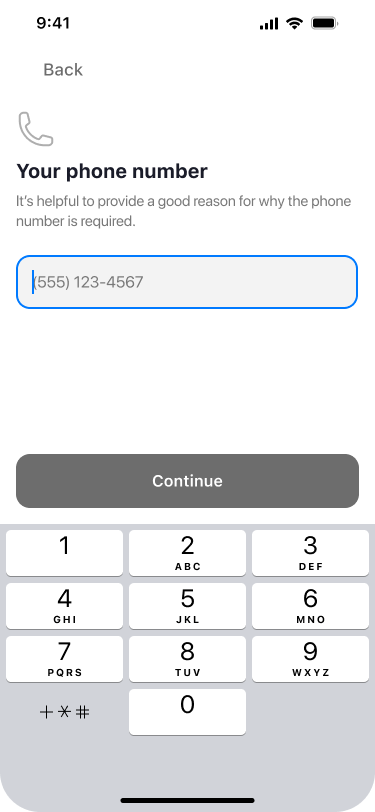 9:41
Back
Your phone number
It's helpful to provide a good reason for why the phone
number is required.
(555) 123-4567
Continue
1
2
ABC
3
DEF
4
GHI
5
JKL
6
MNO
7
PQRS
8
TUV
9
WXYZ
+*#
0